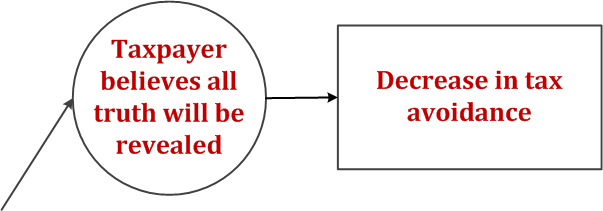 Taxpayer
believes all
truth will be
revealed
Decrease in tax
avoidance